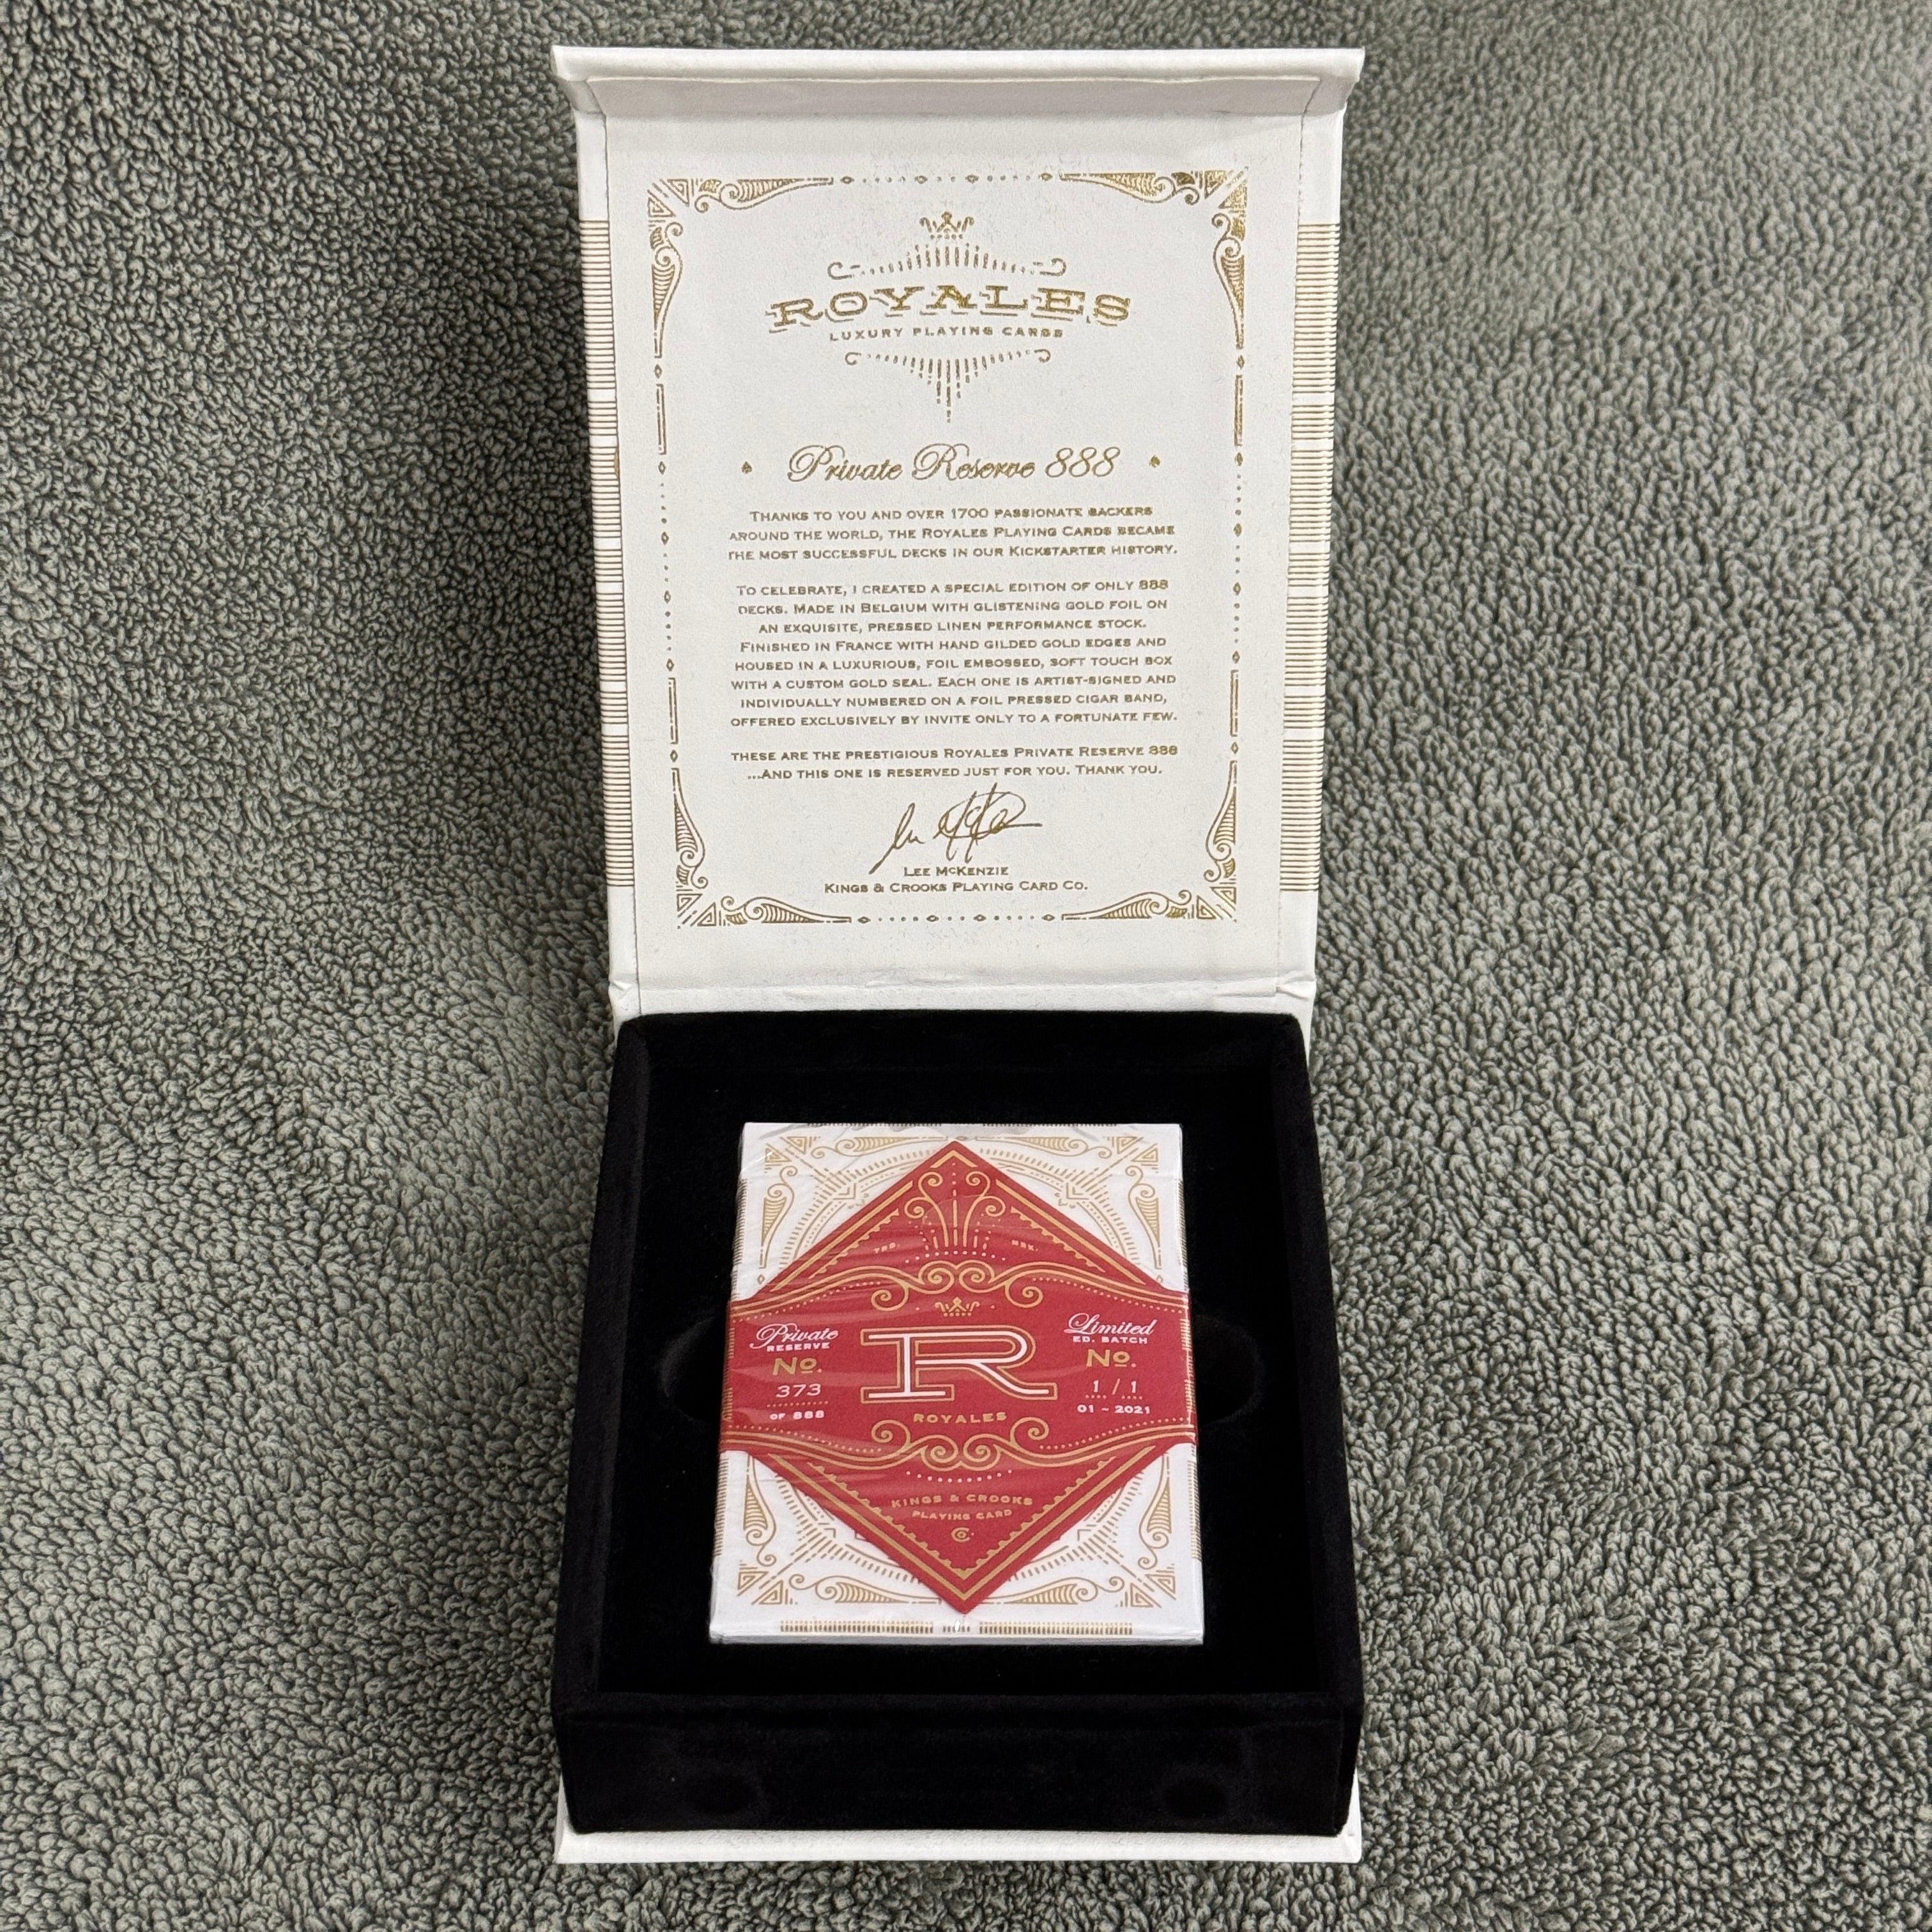 ROYALES
LUXURY PLAYING CARDS
Private Reserve 888
THANKS TO YOU AND OVER 1700 PASSIONATE BACKERS
AROUND THE WORLD, THE ROYALES PLAYING CARDS BECAME
THE MOST SUCCESSFUL DECKS IN OUR KICKSTARTER HISTORY.
TO CELEBRATE, I CREATED A SPECIAL EDITION OF ONLY 888
DECKS. MADE IN BELGIUM WITH GLISTENING GOLD FOIL ON
AN EXQUISITE, PRESSED LINEN PERFORMANCE STOCK.
FINISHED IN FRANCE WITH HAND GILDED GOLD EDGES AND
HOUSED IN A LUXURIOUS, FOIL EMBOSSED, SOFT TOUCH BOX
WITH A CUSTOM GOLD SEAL. EACH ONE IS ARTIST-SIGNED AND
INDIVIDUALLY NUMBERED ON A FOIL PRESSED CIGAR BAND,
OFFERED EXCLUSIVELY BY INVITE ONLY TO A FORTUNATE FEW.
THESE ARE THE PRESTIGIOUS ROYALES PRIVATE RESERVE 888
...AND THIS ONE IS RESERVED JUST FOR YOU. THANK YOU.
LEE MCKENZIE
KINGS & CROOKS PLAYING CARD CO.
TRD. MRK.
Private
RESERVE
No.
373
OF 888
R
ROYALES
Limited
ED. BATCH
No.
1 / 1
01 - 2021
KINGS & CROOKS
PLAYING CARD
CO.